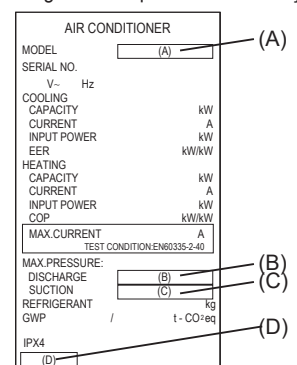 AIR CONDITIONER
MODEL (A) (A)
SERIAL NO.
V~ Hz
COOLING
CAPACITY kW
CURRENT A
INPUT POWER kW
EER kW/kW
HEATING
CAPACITY kW
CURRENT A
INPUT POWER kW
COP kW/kW
MAX.CURRENT A
TEST CONDITION:EN60335-2-40
MAX.PRESSURE:
DISCHARGE (B) (B)
SUCTION (C) (C)
REFRIGERANT kg
GWP / t - CO2eq
IPX4
(D) (D)